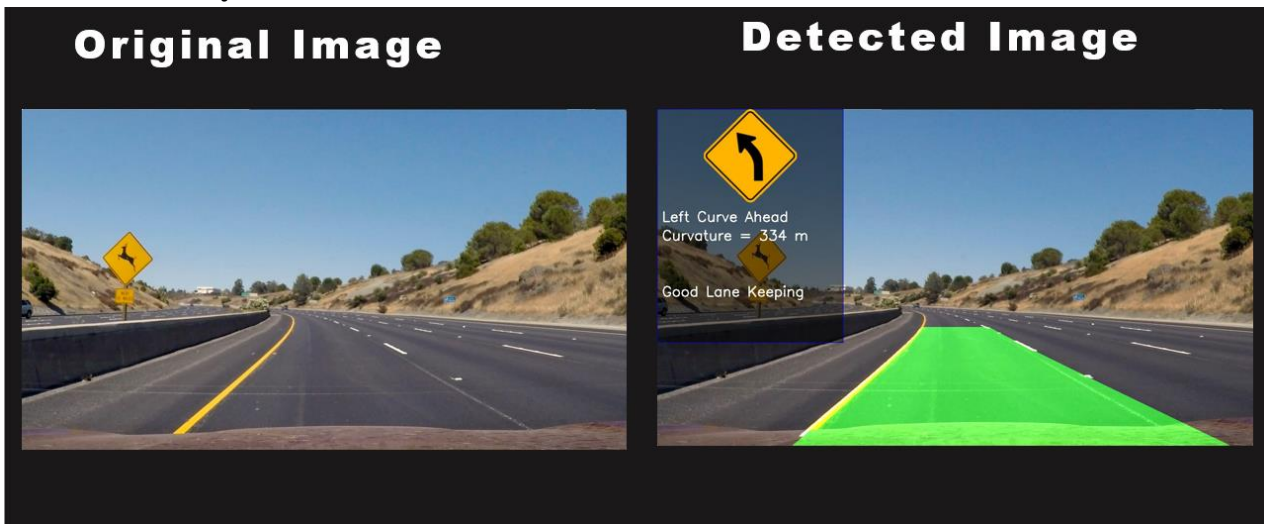 Original Image
Detected Image
Left Curve Ahead
Curvature = 334 m
Good Lane Keeping